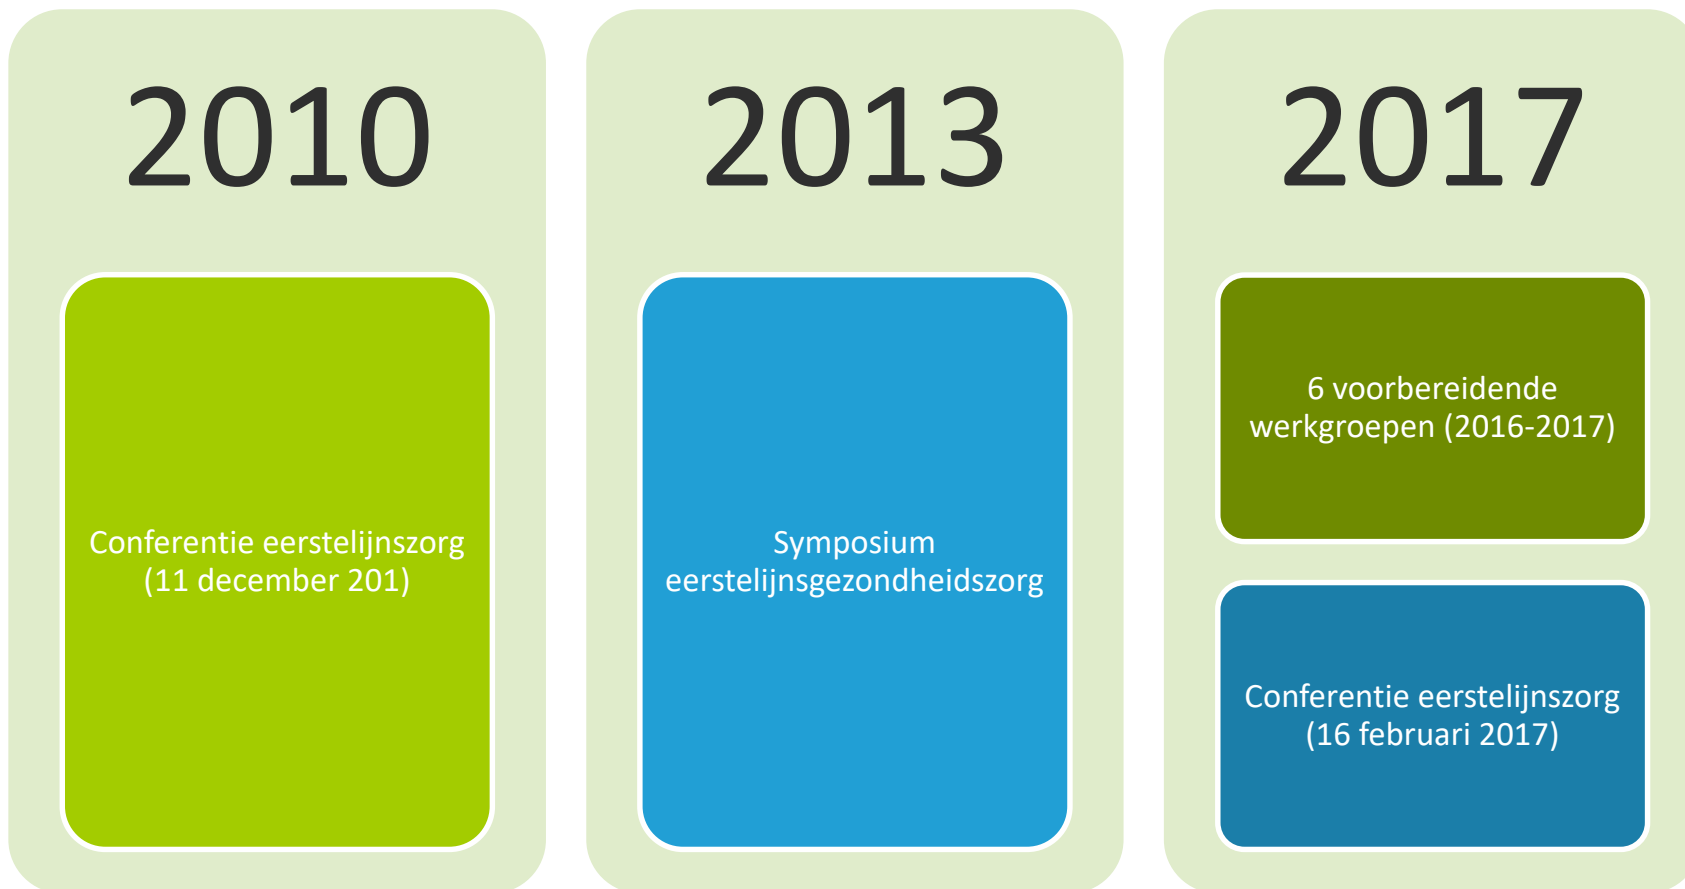 2010
Conferentie eerstelijnszorg
(11 december 201)
2013
Symposium
eerstelijnsgezondheidszorg
2017
6 voorbereidende
werkgroepen (2016-2017)
Conferentie eerstelijnszorg
(16 februari 2017)